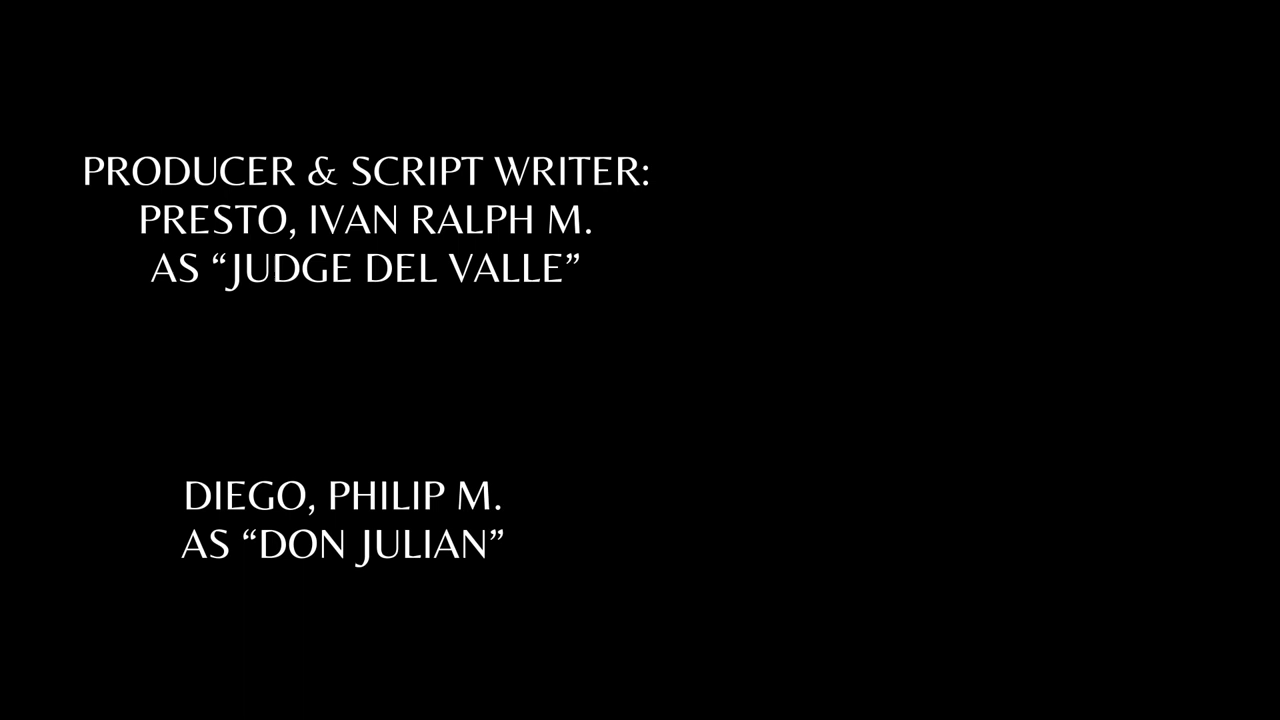 PRODUCER & SCRIPT WRITER:
PRESTO, IVAN RALPH M.
AS “JUDGE DEL VALLE”
DIEGO, PHILIP M.
AS “DON JULIAN”